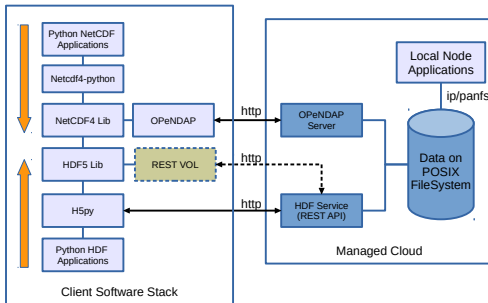 Python NetCDF
Applications
Netcdf4-python
NetCDF4 Lib
OPeNDAP
HDF5 Lib
REST VOL
H5py
Python HDF
Applications
Client Software Stack
http
http
http
OPeNDAP
Server
HDF Service
(REST API)
Local Node
Applications
ip/panfs
Data on
POSIX
FileSystem
Managed Cloud